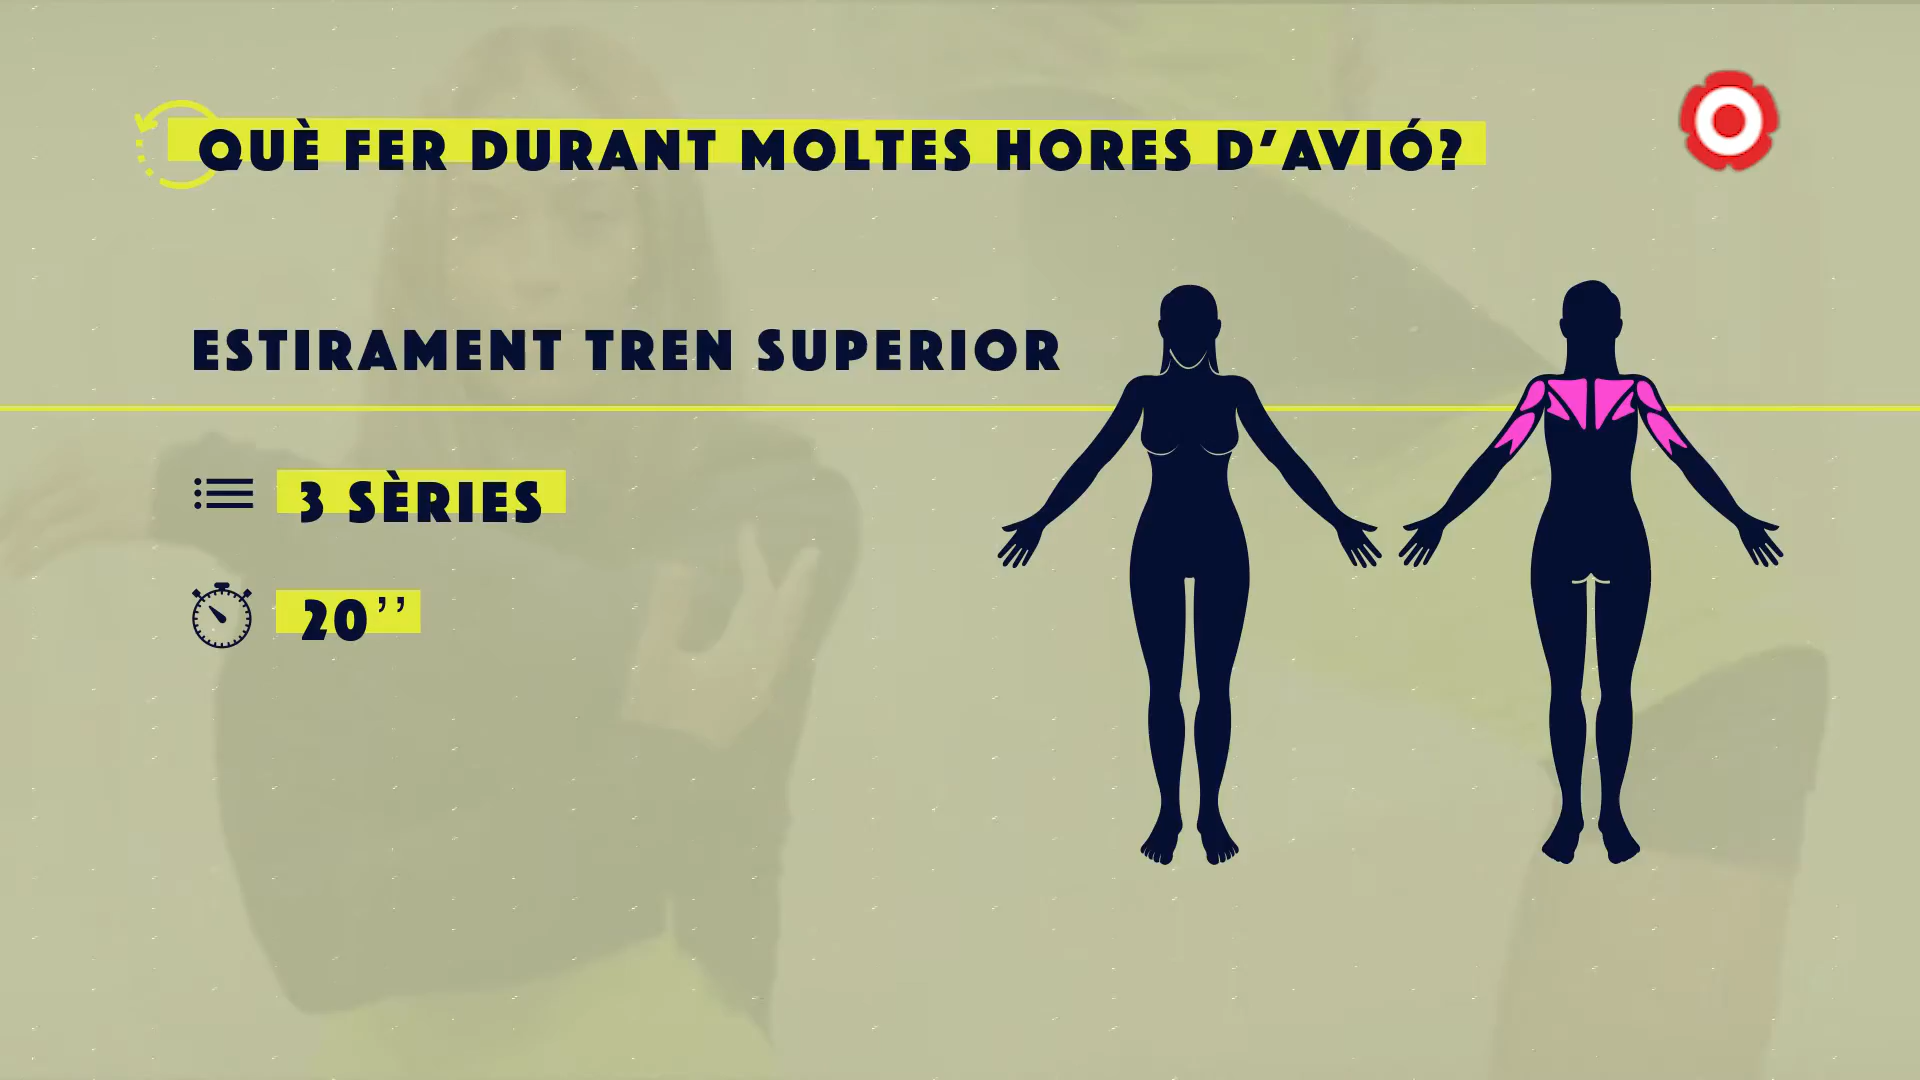 QUÈ FER DURANT MOLTES HORES D’AVIÓ?
ESTIRAMENT TREN SUPERIOR
3 SÈRIES
20’’